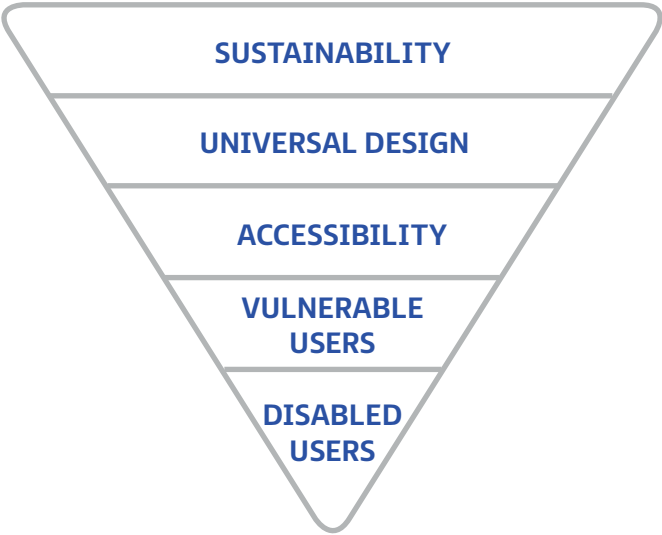 SUSTAINABILITY
UNIVERSAL DESIGN
ACCESSIBILITY
VULNERABLE
USERS
DISABLED
USERS